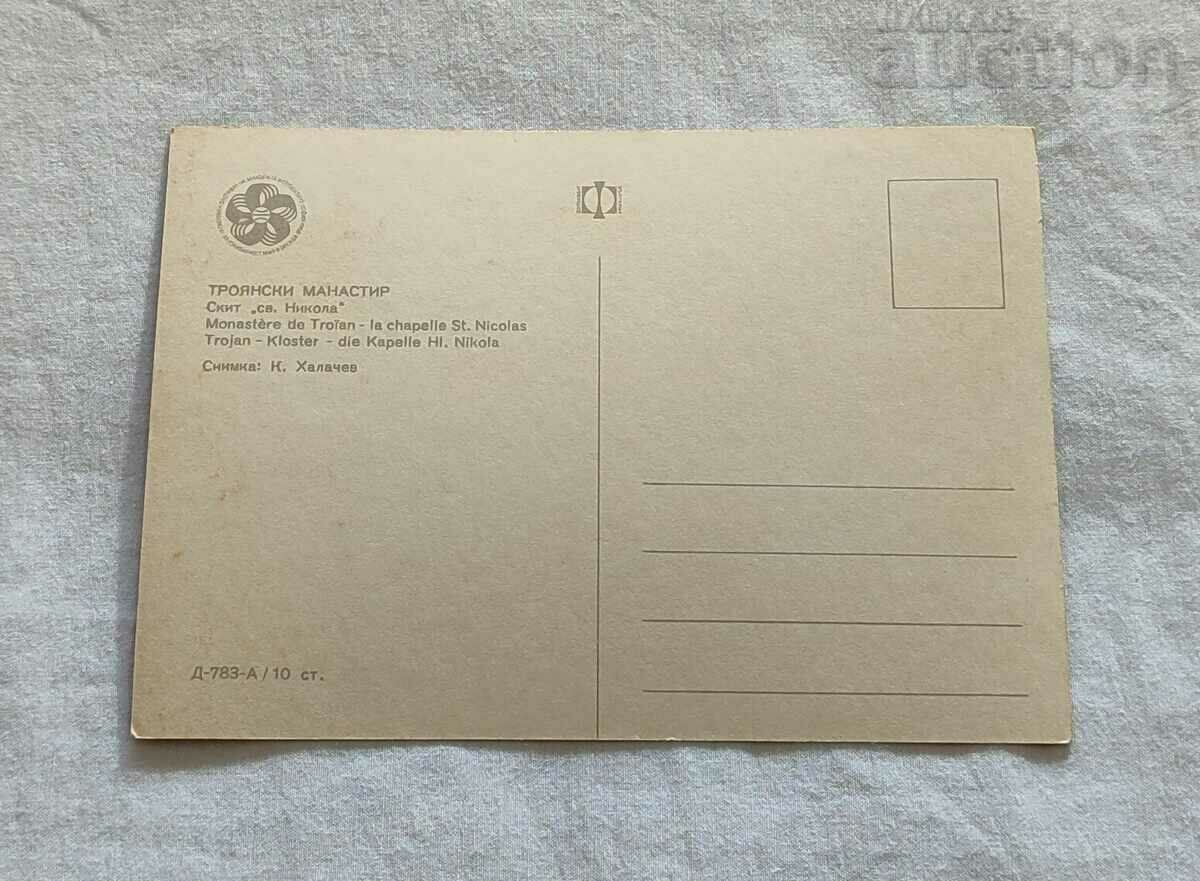 auction
ТРОЯНСКИ МАНАСТИР
Скит „св. Никола“
Monastère de Troïan - la chapelle St. Nicolas
Trojan - Kloster - die Kapelle Hl. Nikola
Снимка: К. Халачев
Д-783-А / 10 ст.